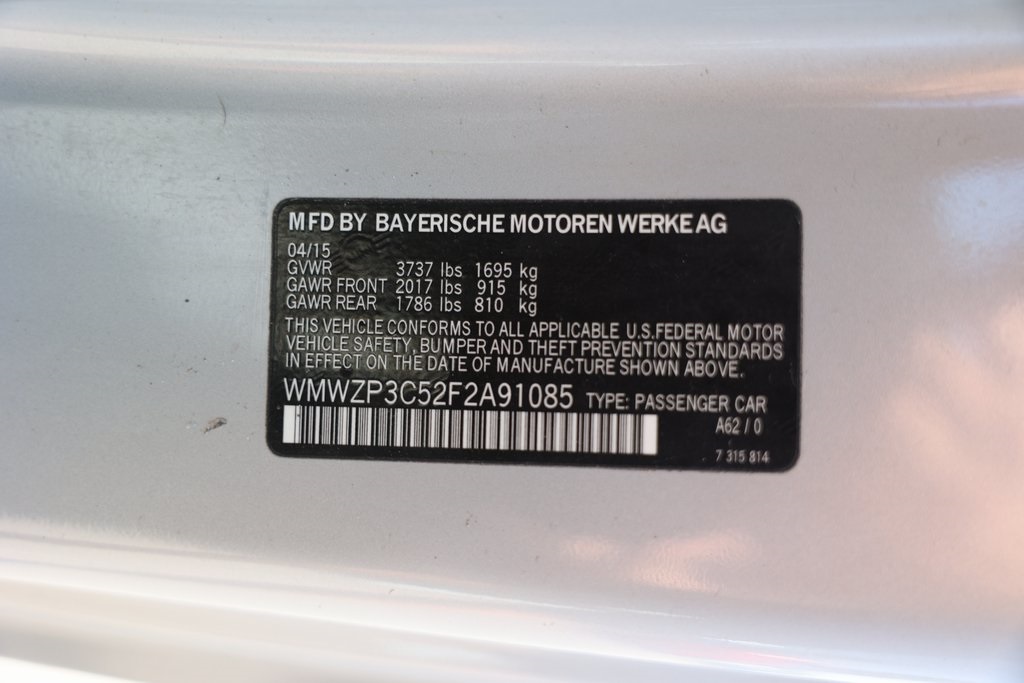 MFD BY BAYERISCHE MOTOREN WERKE AG
04/15
GVWR 3737 lbs 1695 kg
GAWR FRONT 2017 lbs 915 kg
GAWR REAR 1786 lbs 810 kg
THIS VEHICLE CONFORMS TO ALL APPLICABLE U.S. FEDERAL MOTOR
VEHICLE SAFETY, BUMPER AND THEFT PREVENTION STANDARDS
IN EFFECT ON THE DATE OF MANUFACTURE SHOWN ABOVE.
WMWZP3C52F2A91085 TYPE: PASSENGER CAR
A62 / 0
7 315 814